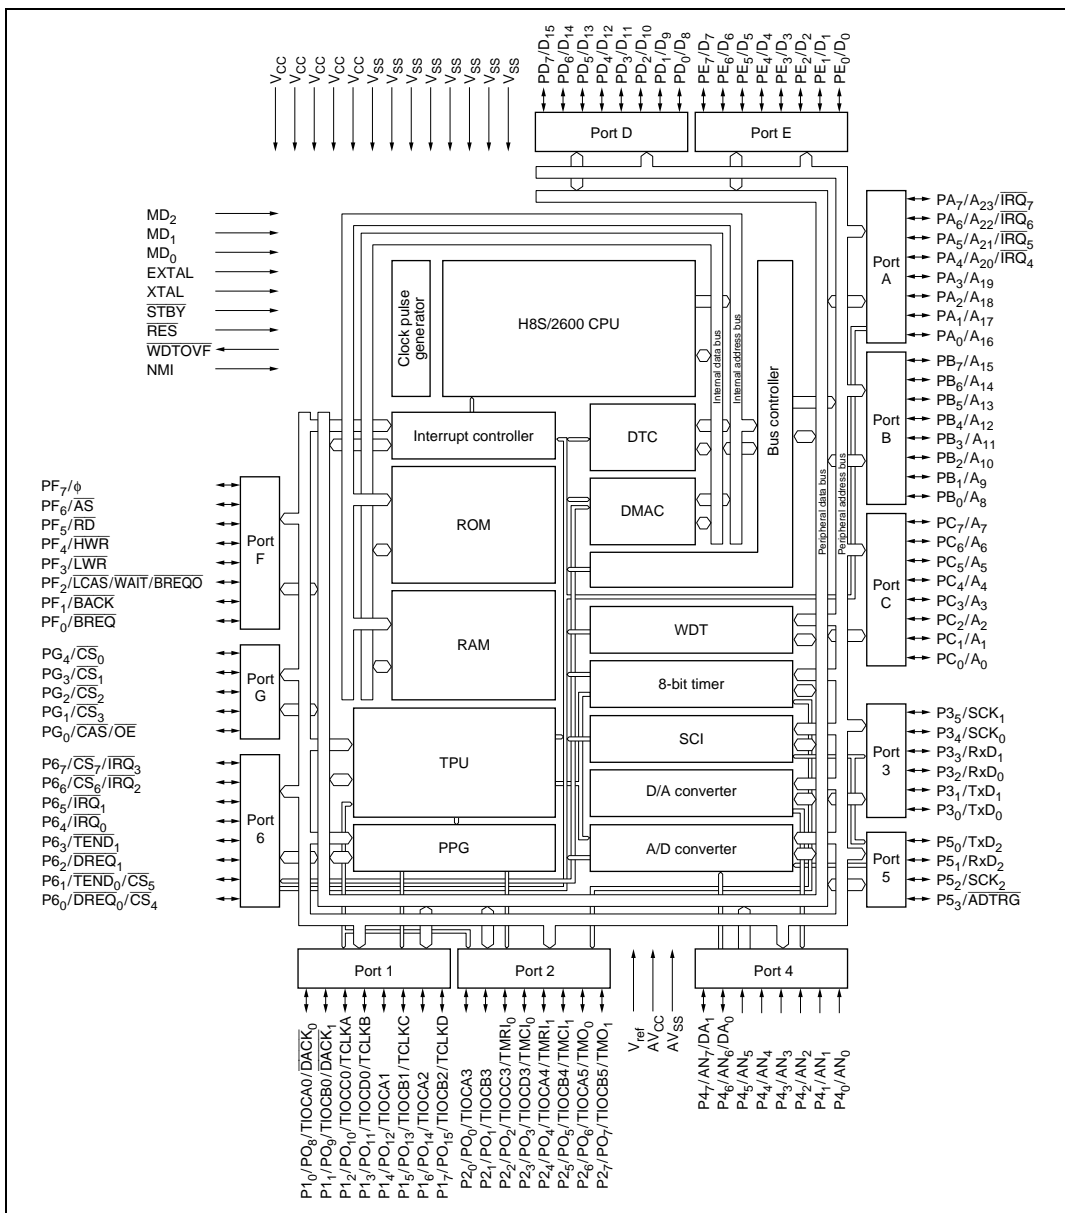 VCC
VCC
VCC
VCC
VCC
VSS
VSS
VSS
VSS
VSS
VSS
VSS
VSS
PD7/D15
PD6/D14
PD5/D13
PD4/D12
PD3/D11
PD2/D10
PD1/D9
PD0/D8
PE7/D7
PE6/D6
PE5/D5
PE4/D4
PE3/D3
PE2/D2
PE1/D1
PE0/D0
Port D
Port E
MD2
MD1
MD0
EXTAL
XTAL
STBY
RES
WDTOVF
NMI
Clock pulse
generator
H8S/2600 CPU
Internal data bus
Internal address bus
Bus controller
Peripheral data bus
Peripheral address bus
Interrupt controller
DTC
ROM
DMAC
RAM
WDT
8-bit timer
TPU
SCI
D/A converter
PPG
A/D converter
Port
A
PA7/A23/IRQ7
PA6/A22/IRQ6
PA5/A21/IRQ5
PA4/A20/IRQ4
PA3/A19
PA2/A18
PA1/A17
PA0/A16
Port
B
PB7/A15
PB6/A14
PB5/A13
PB4/A12
PB3/A11
PB2/A10
PB1/A9
PB0/A8
Port
C
PC7/A7
PC6/A6
PC5/A5
PC4/A4
PC3/A3
PC2/A2
PC1/A1
PC0/A0
Port
3
P35/SCK1
P34/SCK0
P33/RxD1
P32/RxD0
P31/TxD1
P30/TxD0
Port
5
P50/TxD2
P51/RxD2
P52/SCK2
P53/ADTRG
PF7/ϕ
PF6/AS
PF5/RD
PF4/HWR
PF3/LWR
PF2/LCAS/WAIT/BREQO
PF1/BACK
PF0/BREQ
Port
F
PG4/CS0
PG3/CS1
PG2/CS2
PG1/CS3
PG0/CAS/OE
Port
G
P67/CS7/IRQ3
P66/CS6/IRQ2
P65/IRQ1
P64/IRQ0
P63/TEND1
P62/DREQ1
P61/TEND0/CS5
P60/DREQ0/CS4
Port
6
Port 1
Port 2
Port 4
P10/PO8/TIOCA0/DACK0
P11/PO9/TIOCB0/DACK1
P12/PO10/TIOCC0/TCLKA
P13/PO11/TIOCD0/TCLKB
P14/PO12/TIOCA1
P15/PO13/TIOCB1/TCLKC
P16/PO14/TIOCA2
P17/PO15/TIOCB2/TCLKD
P20/PO0/TIOCA3
P21/PO1/TIOCB3
P22/PO2/TIOCC3/TMRI0
P23/PO3/TIOCD3/TMCI0
P24/PO4/TIOCA4/TMRI1
P25/PO5/TIOCB4/TMCI1
P26/PO6/TIOCA5/TMO0
P27/PO7/TIOCB5/TMO1
Vref
AVCC
AVSS
P47/AN7/DA1
P46/AN6/DA0
P45/AN5
P44/AN4
P43/AN3
P42/AN2
P41/AN1
P40/AN0